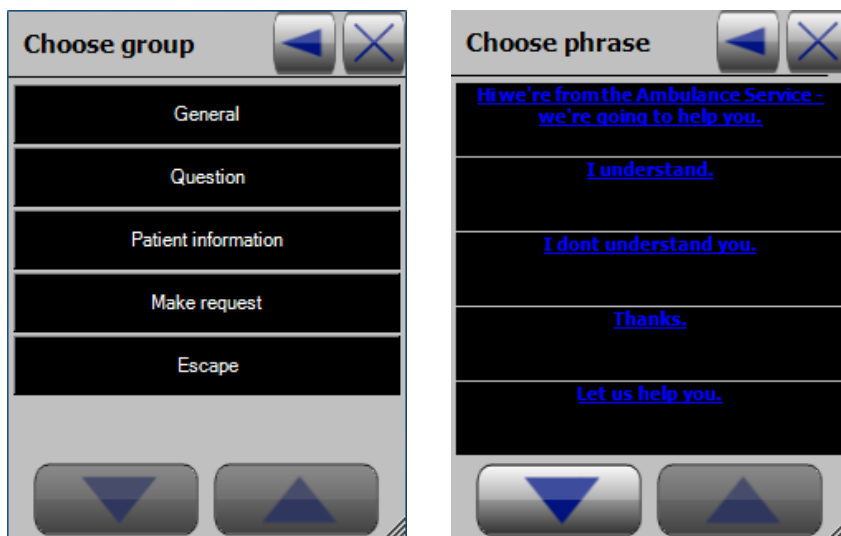 Choose group
General
Question
Patient information
Make request
Escape
Choose phrase
Hi we're from the Ambulance Service -
we're going to help you.
I understand.
I dont understand you.
Thanks.
Let us help you.